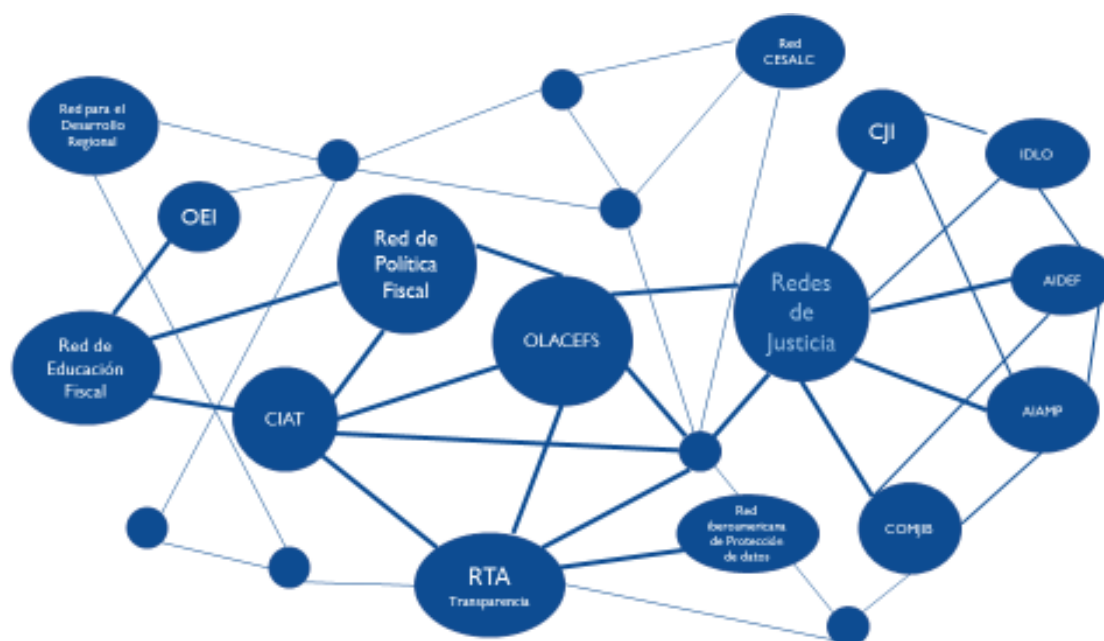 Red
CESALC
Red para el
Desarrollo
Regional
CJI
IDLO
OEI
Red de
Política
Fiscal
AIDEF
Redes
de
Justicia
OLACEFS
Red de
Educación
Fiscal
CIAT
AIAMP
Red
iberoamericana
de Protección
de datos
COMJIB
RTA
Transparencia